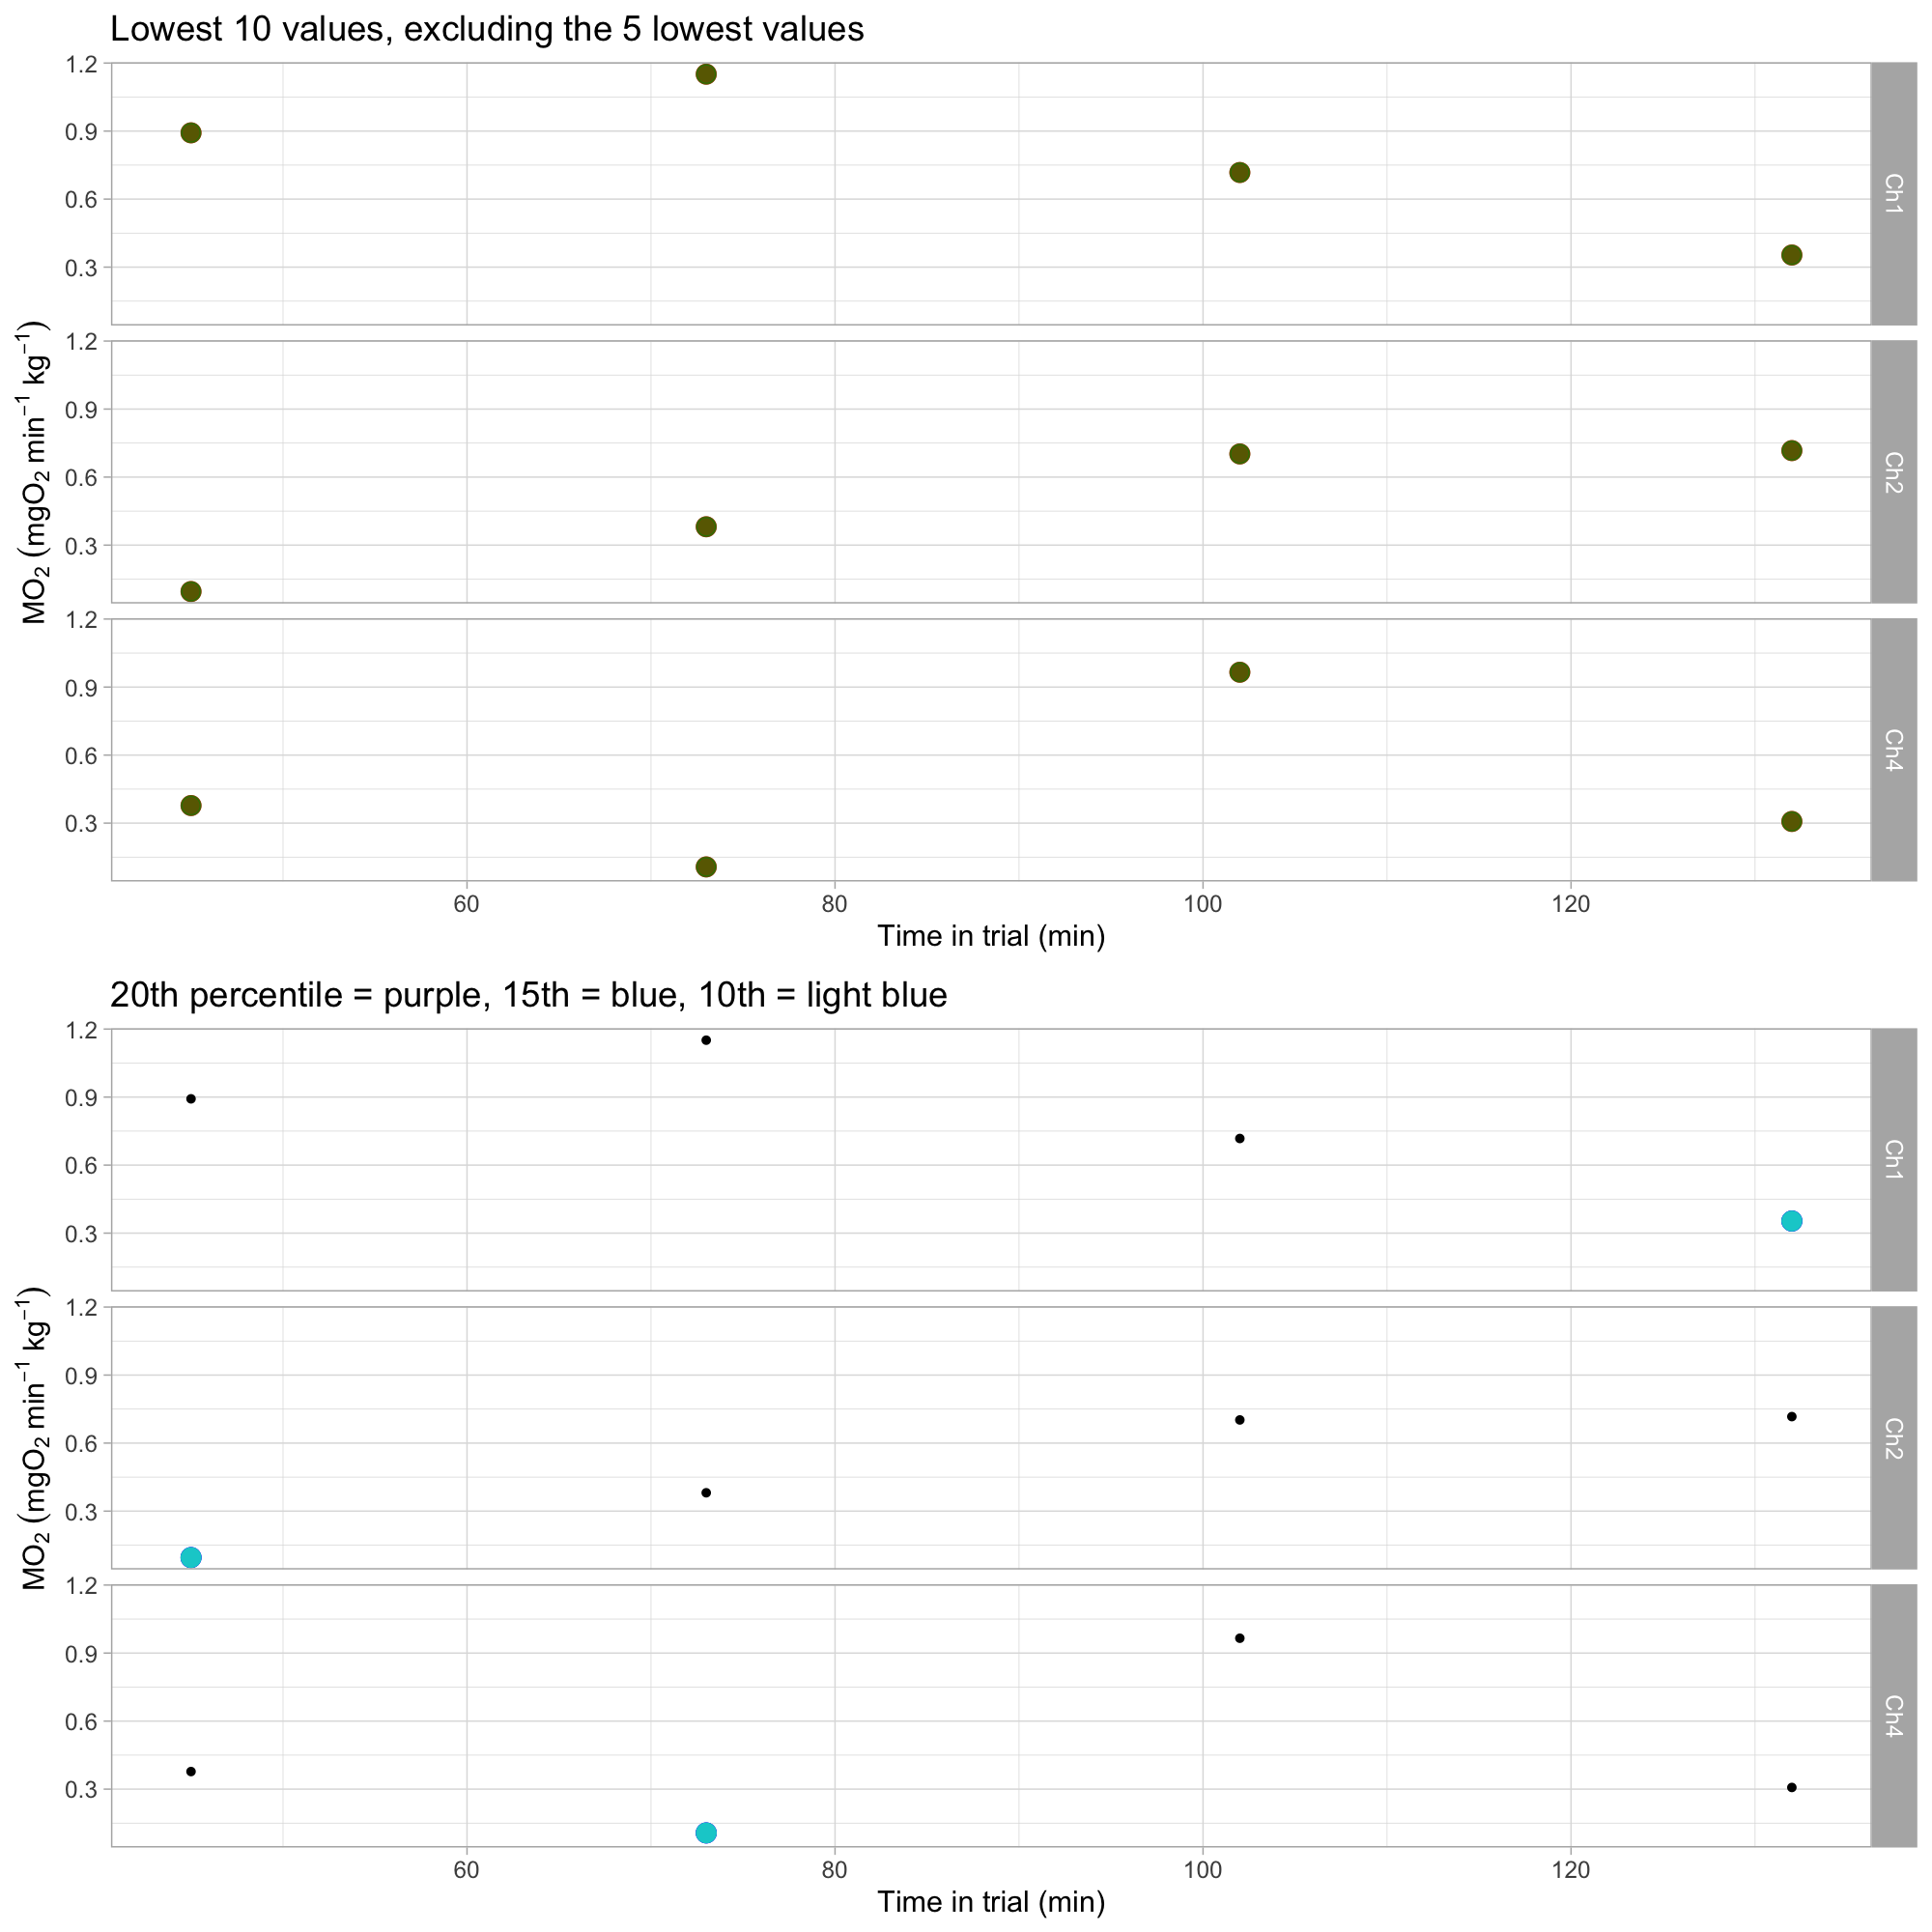 Lowest 10 values, excluding the 5 lowest values
1.2
0.9
0.6
0.3
Ch1
1.2
0.9
0.6
0.3
Ch2
1.2
0.9
0.6
0.3
Ch4
MO₂ (mgO₂ min⁻¹ kg⁻¹)
60 80 100 120
Time in trial (min)
20th percentile = purple, 15th = blue, 10th = light blue
1.2
0.9
0.6
0.3
Ch1
1.2
0.9
0.6
0.3
Ch2
1.2
0.9
0.6
0.3
Ch4
MO₂ (mgO₂ min⁻¹ kg⁻¹)
60 80 100 120
Time in trial (min)